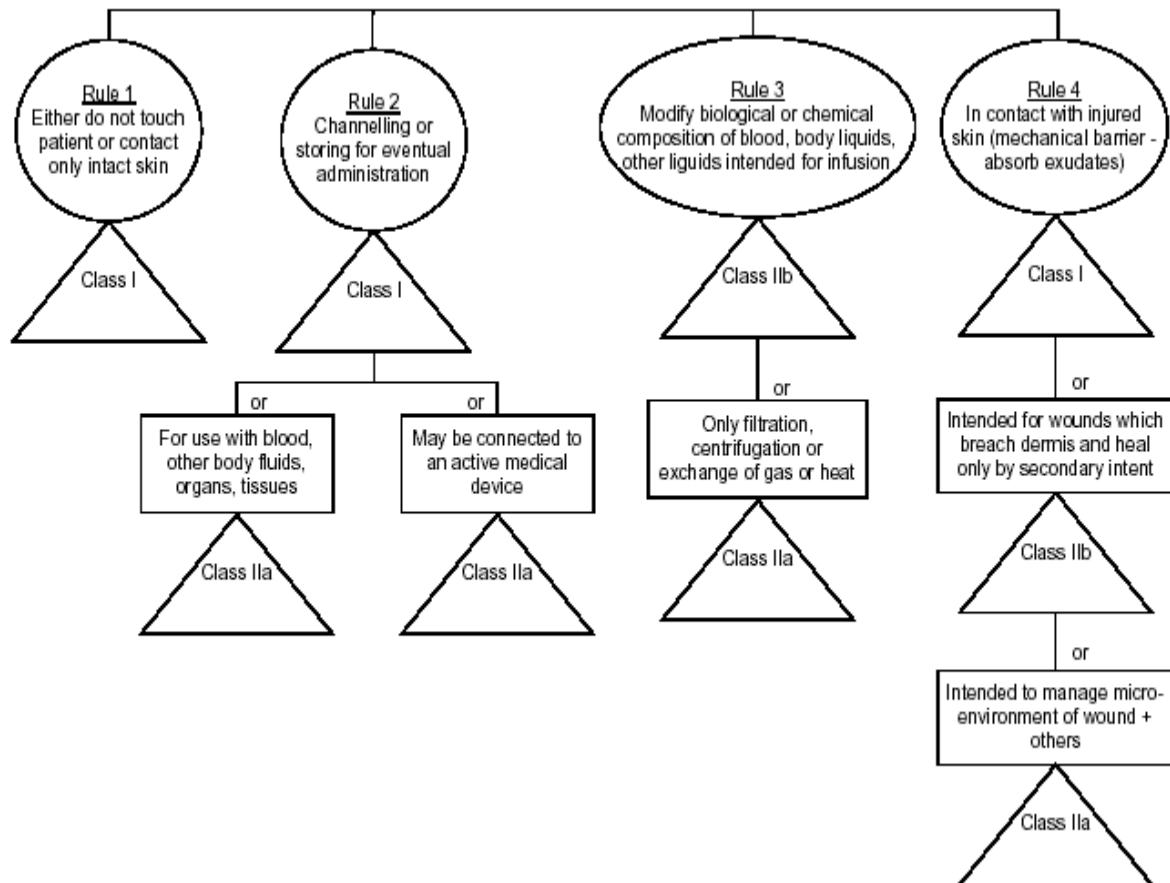 Rule 1
Either do not touch
patient or contact
only intact skin
Class I
Rule 2
Channelling or
storing for eventual
administration
Class I
or
For use with blood,
other body fluids,
organs, tissues
Class IIa
or
May be connected to
an active medical
device
Class IIa
Rule 3
Modify biological or chemical
composition of blood, body liquids,
other liguids intended for infusion
Class IIb
or
Only filtration,
centrifugation or
exchange of gas or heat
Class IIa
Rule 4
In contact with injured
skin (mechanical barrier -
absorb exudates)
Class I
or
Intended for wounds which
breach dermis and heal
only by secondary intent
Class IIb
or
Intended to manage micro-
environment of wound +
others
Class IIa